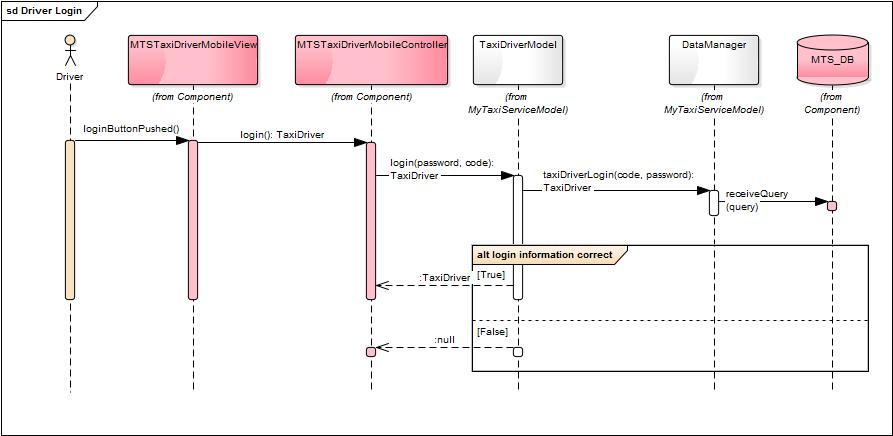 sd Driver Login
MTSTaxiDriverMobileView
MTSTaxiDriverMobileController
TaxiDriverModel
DataManager
MTS_DB
Driver
(from Component)
(from Component)
(from
MyTaxiServiceModel)
(from
MyTaxiServiceModel)
(from
Component)
loginButtonPushed()
login(): TaxiDriver
login(password, code):
TaxiDriver
taxiDriverLogin(code, password):
TaxiDriver
receiveQuery
(query)
alt login information correct
:TaxiDriver
[True]
[False]
:null